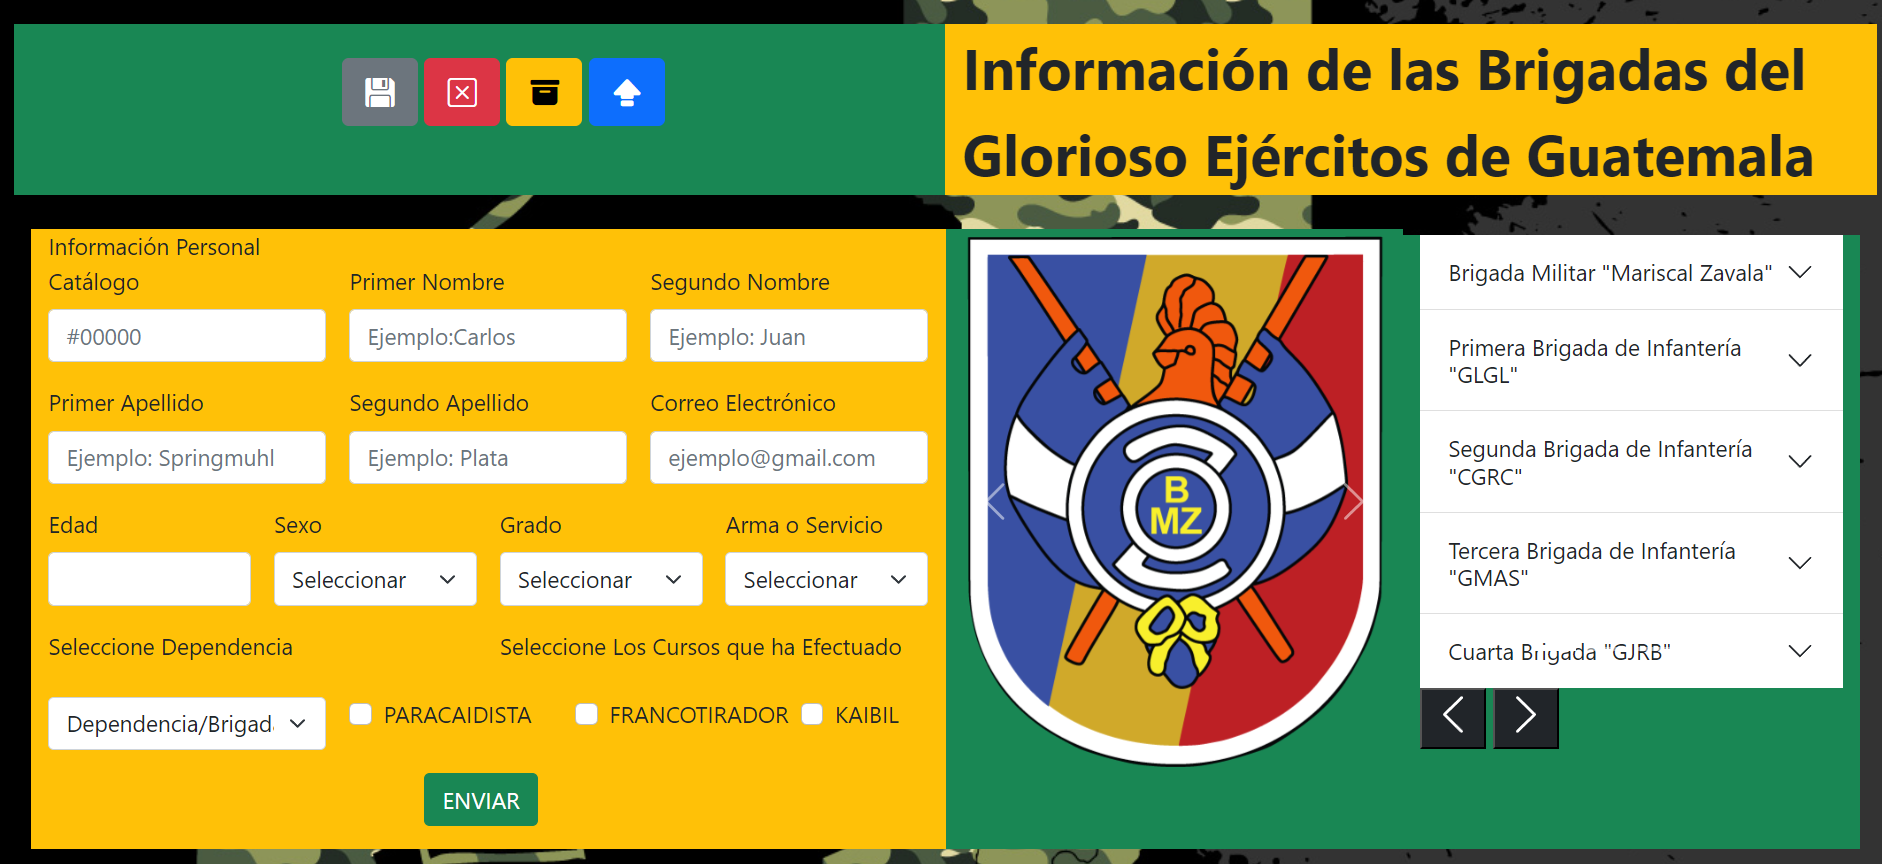 Información de las Brigadas del
Glorioso Ejércitos de Guatemala
Información Personal
Catálogo
Primer Nombre
Segundo Nombre
#00000
Ejemplo:Carlos
Ejemplo: Juan
Primer Apellido
Segundo Apellido
Correo Electrónico
Ejemplo: Springmuhl
Ejemplo: Plata
ejemplo@gmail.com
Edad
Sexo
Grado
Arma o Servicio
Seleccionar
Seleccionar
Seleccionar
Seleccione Dependencia
Seleccione Los Cursos que ha Efectuado
Dependencia/Brigada
PARACAIDISTA
FRANCOTIRADOR
KAIBIL
ENVIAR
B
MZ
Brigada Militar "Mariscal Zavala"
Primera Brigada de Infantería
"GLGL"
Segunda Brigada de Infantería
"CGRC"
Tercera Brigada de Infantería
"GMAS"
Cuarta Brigada "GJRB"